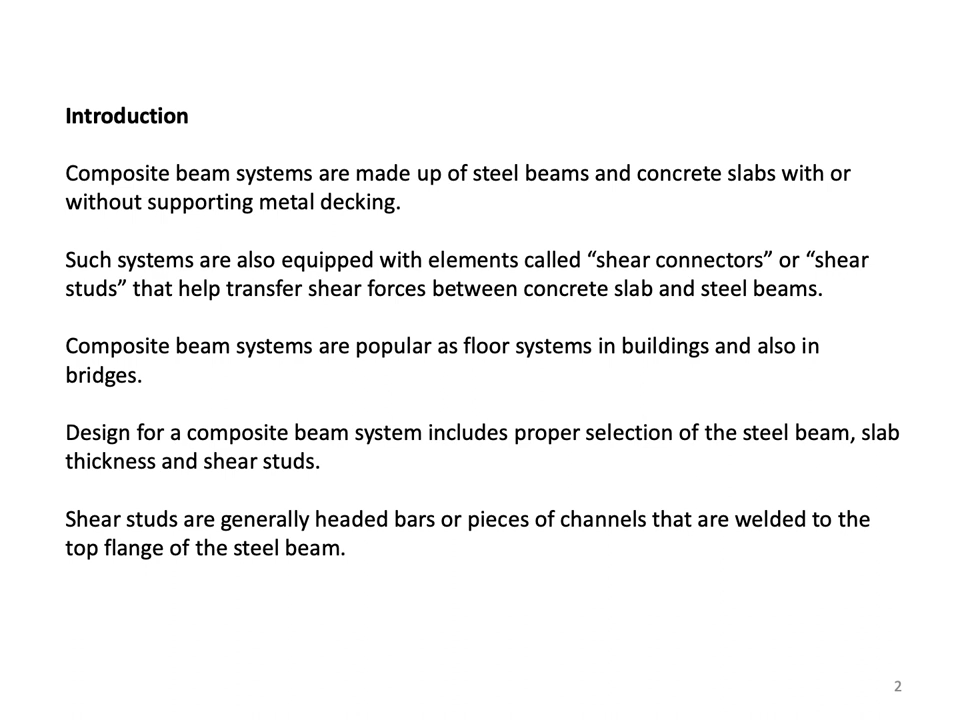 Introduction
Composite beam systems are made up of steel beams and concrete slabs with or
without supporting metal decking.
Such systems are also equipped with elements called “shear connectors” or “shear
studs” that help transfer shear forces between concrete slab and steel beams.
Composite beam systems are popular as floor systems in buildings and also in
bridges.
Design for a composite beam system includes proper selection of the steel beam, slab
thickness and shear studs.
Shear studs are generally headed bars or pieces of channels that are welded to the
top flange of the steel beam.
2